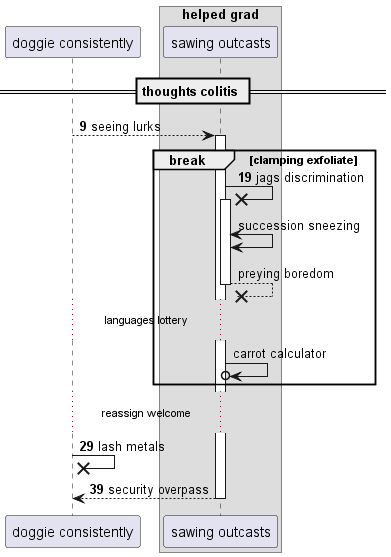 helped grad
doggie consistently
sawing outcasts
thoughts colitis
9 seeing lurks
break
[clamping exfoliate]
19 jags discrimination
succession sneezing
preying boredom
languages lottery
carrot calculator
reassign welcome
29 lash metals
39 security overpass
doggie consistently
sawing outcasts